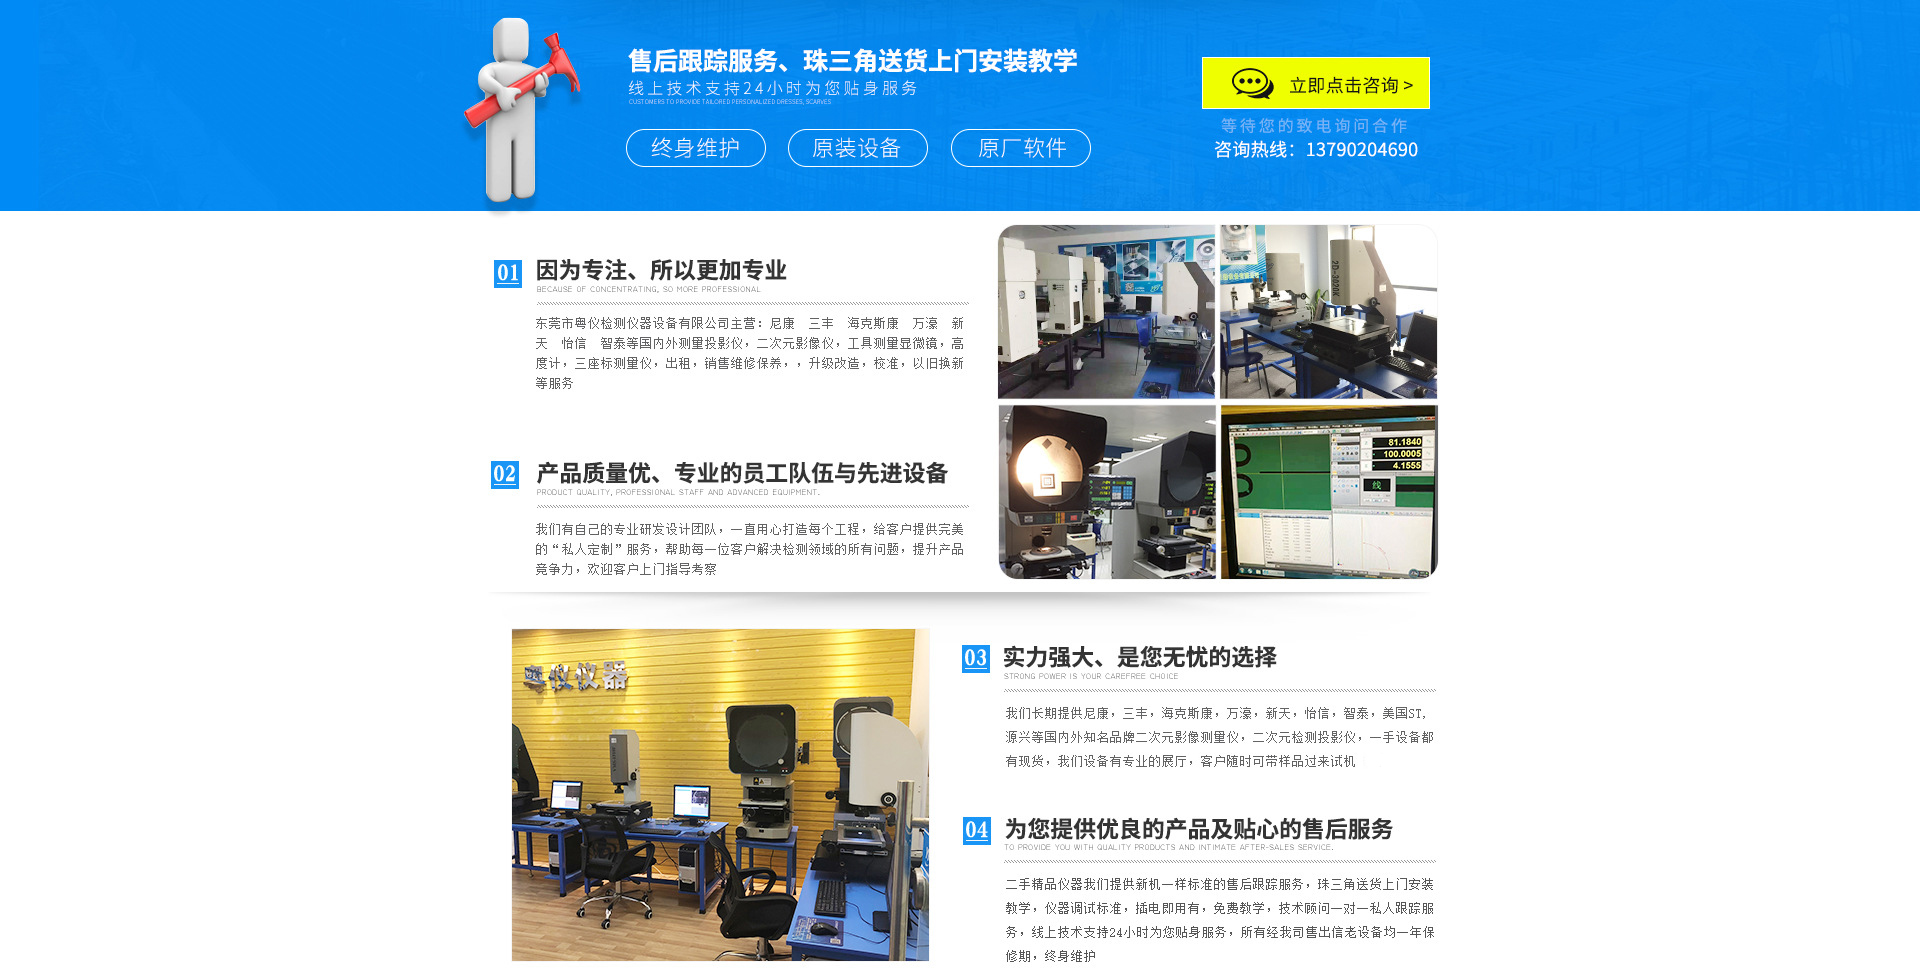 售后跟踪服务、珠三角送货上门安装教学
线上技术支持24小时为您贴身服务
CUSTOMERS TO PROVIDE TAILORED PERSONALIZED DRESSES, SCARVES
终身维护
原装设备
原厂软件
立即点击咨询 >
等待您的致电询问合作
咨询热线：13790204690
01
因为专注、所以更加专业
BECAUSE OF CONCENTRATING, SO MORE PROFESSIONAL
东莞市粤仪检测仪器设备有限公司主营：尼康　三丰　海克斯康　万濠　新
天　怡信　智泰等国内外测量投影仪，二次元影像仪，工具测量显微镜，高
度计，三座标测量仪，出租，销售维修保养，，升级改造，校准，以旧换新
等服务
2D-3020K
02
产品质量优、专业的员工队伍与先进设备
PRODUCT QUALITY, PROFESSIONAL STAFF AND ADVANCED EQUIPMENT.
我们有自己的专业研发设计团队，一直用心打造每个工程，给客户提供完美
的“私人定制”服务，帮助每一位客户解决检测领域的所有问题，提升产品
竟争力，欢迎客户上门指导考察
81.1840
100.0005
4.1555
线
粤仪仪器
03
实力强大、是您无忧的选择
STRONG POWER IS YOUR CAREFREE CHOICE
我们长期提供尼康，三丰，海克斯康，万濠，新天，怡信，智泰，美国ST,
源兴等国内外知名品牌二次元影像测量仪，二次元检测投影仪，一手设备都
有现货，我们设备有专业的展厅，客户随时可带样品过来试机
04
为您提供优良的产品及贴心的售后服务
TO PROVIDE YOU WITH QUALITY PRODUCTS AND INTIMATE AFTER-SALES SERVICE.
二手精品仪器我们提供新机一样标准的售后跟踪服务，珠三角送货上门安装
教学，仪器调试标准，插电即用有，免费教学，技术顾问一对一私人跟踪服
务，线上技术支持24小时为您贴身服务，所有经我司售出信老设备均一年保
修期，终身维护